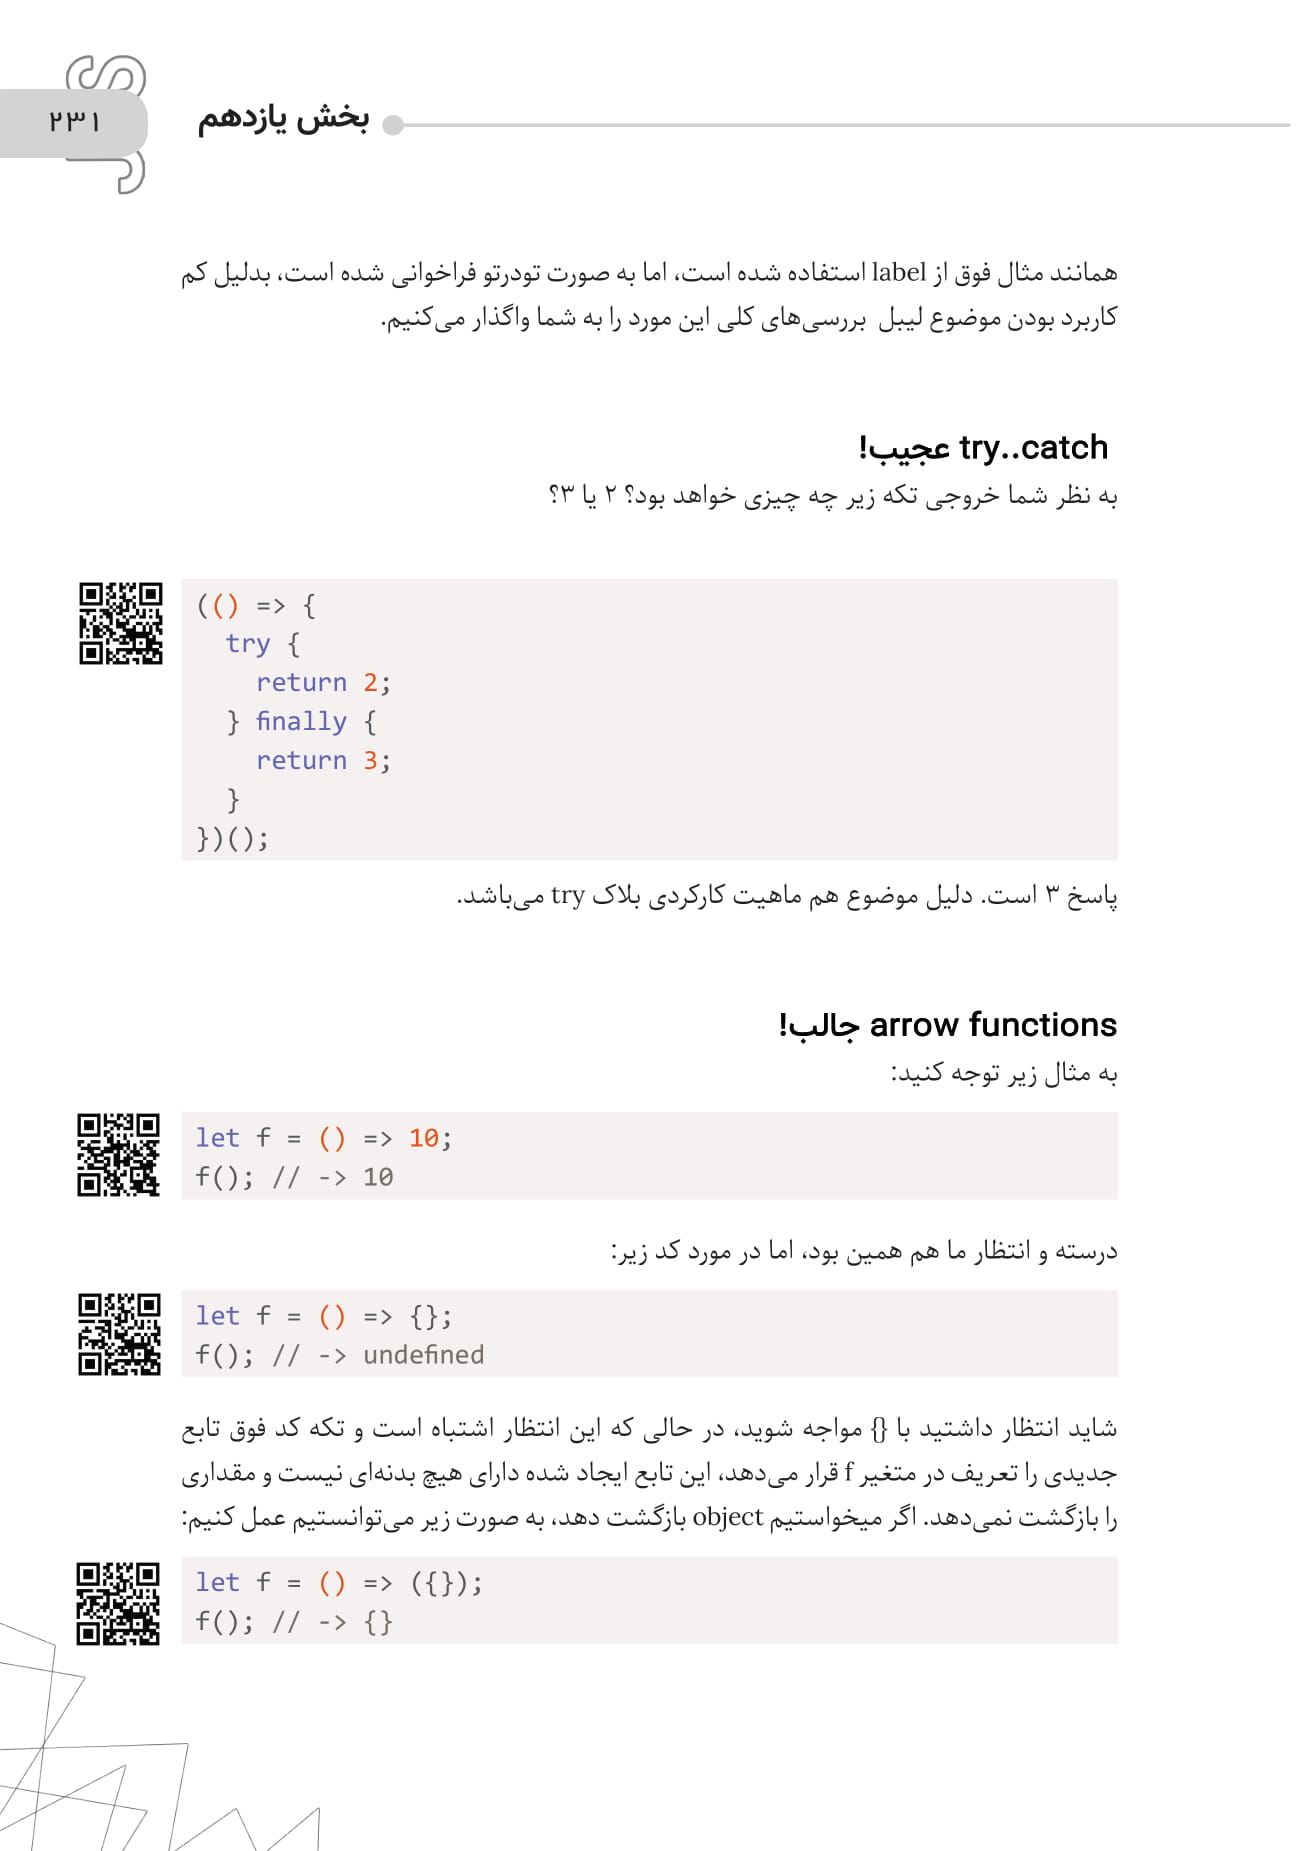 JS
۲۳۱
بخش یازدهم
همانند مثال فوق از label استفاده شده است، اما به صورت تودرتو فراخوانی شده است، بدلیل کم
کاربرد بودن موضوع لیبل بررسی‌های کلی این مورد را به شما واگذار می‌کنیم.
try..catch عجیب!
به نظر شما خروجی تکه زیر چه چیزی خواهد بود؟ ۲ یا ۳؟
(() => {
  try {
    return 2;
  } finally {
    return 3;
  }
})();
پاسخ ۳ است. دلیل موضوع هم ماهیت کارکردی بلاک try می‌باشد.
arrow functions جالب!
به مثال زیر توجه کنید:
let f = () => 10;
f(); // -> 10
درسته و انتظار ما هم همین بود، اما در مورد کد زیر:
let f = () => {};
f(); // -> undefined
شاید انتظار داشتید با {} مواجه شوید، در حالی که این انتظار اشتباه است و تکه کد فوق تابع
جدیدی را تعریف در متغیر f قرار می‌دهد، این تابع ایجاد شده دارای هیچ بدنه‌ای نیست و مقداری
را بازگشت نمی‌دهد. اگر میخواستیم object بازگشت دهد، به صورت زیر می‌توانستیم عمل کنیم:
let f = () => ({});
f(); // -> {}